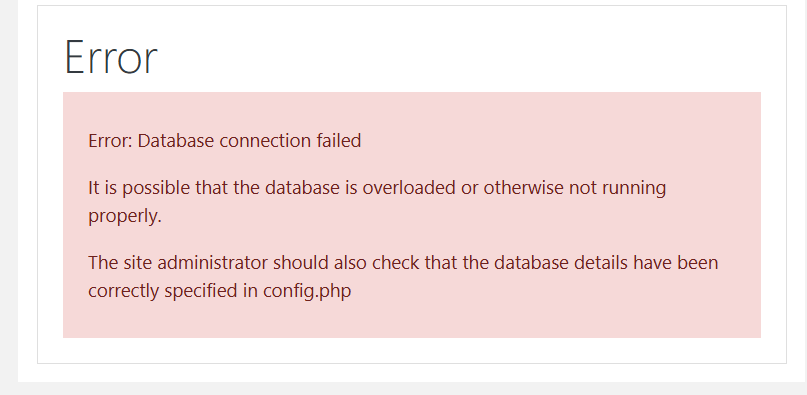 Error
Error: Database connection failed
It is possible that the database is overloaded or otherwise not running
properly.
The site administrator should also check that the database details have been
correctly specified in config.php